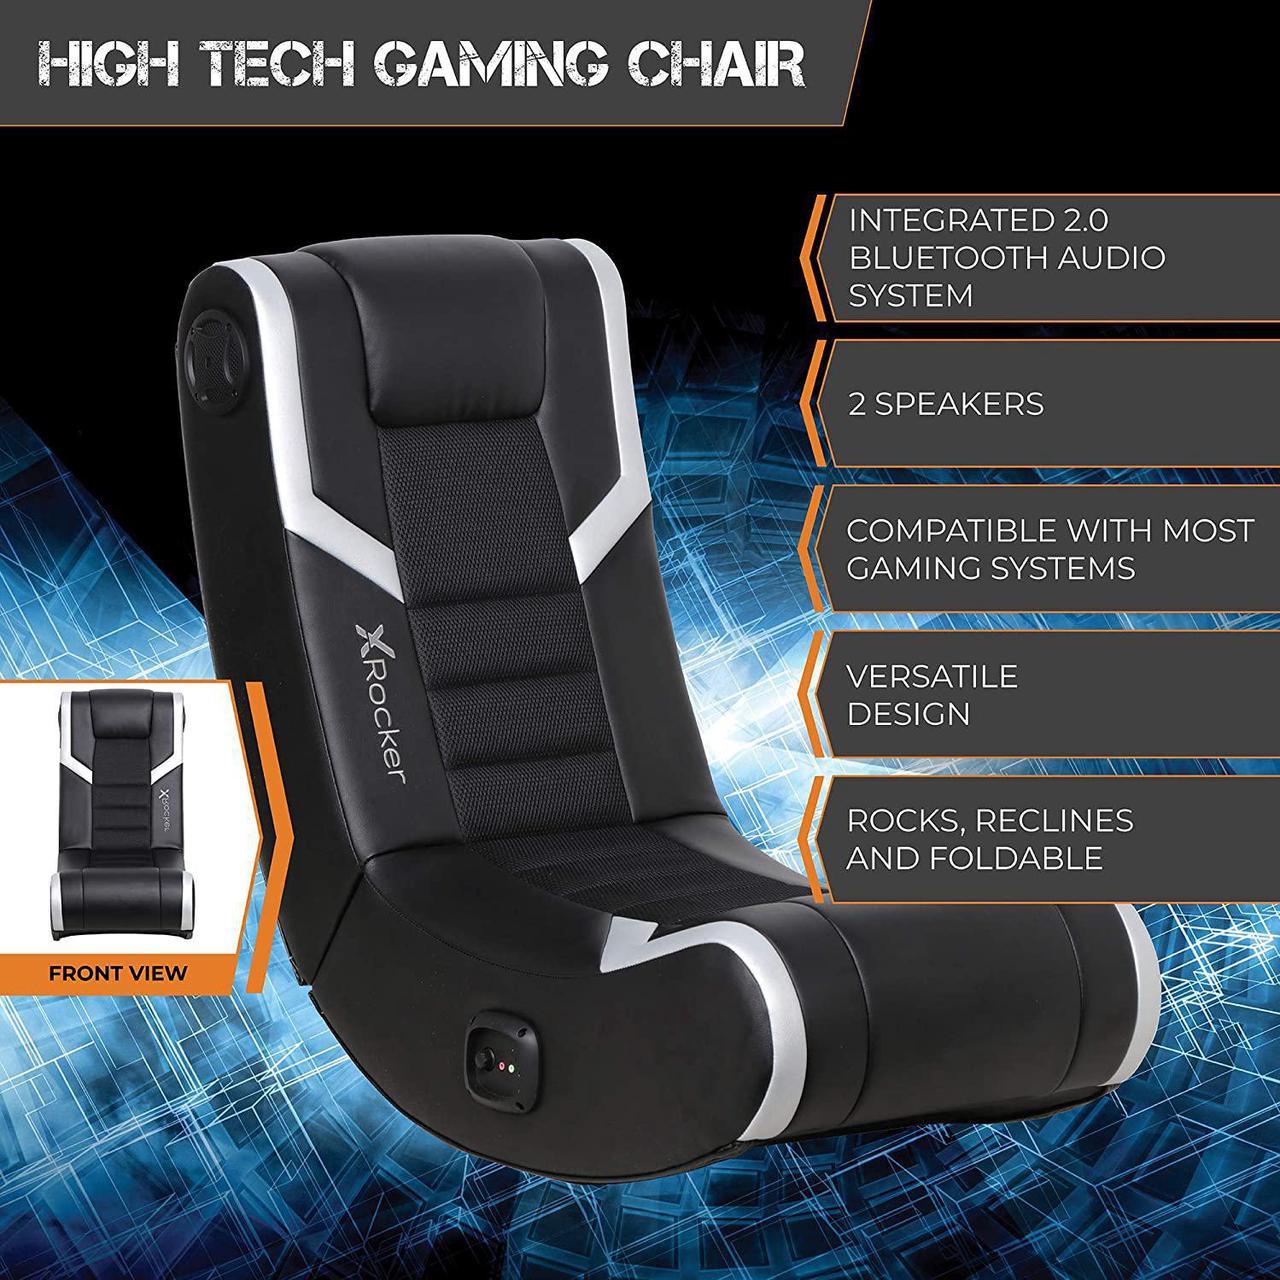 HIGH TECH GAMING CHAIR
INTEGRATED 2.0
BLUETOOTH AUDIO
SYSTEM
2 SPEAKERS
COMPATIBLE WITH MOST
GAMING SYSTEMS
VERSATILE
DESIGN
ROCKS, RECLINES
AND FOLDABLE
XRocker
XRocker
FRONT VIEW